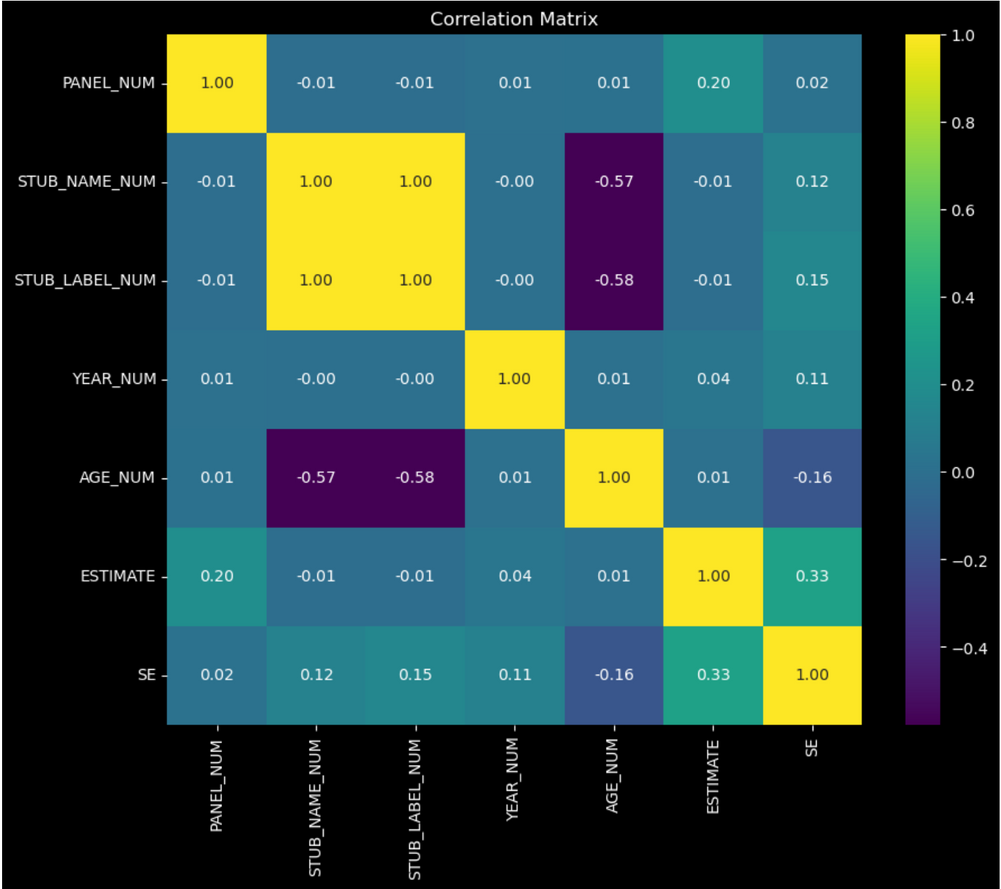 Correlation Matrix
PANEL_NUM 1.00 -0.01 -0.01 0.01 0.01 0.20 0.02
STUB_NAME_NUM -0.01 1.00 1.00 -0.00 -0.57 -0.01 0.12
STUB_LABEL_NUM -0.01 1.00 1.00 -0.00 -0.58 -0.01 0.15
YEAR_NUM 0.01 -0.00 -0.00 1.00 0.01 0.04 0.11
AGE_NUM 0.01 -0.57 -0.58 0.01 1.00 0.01 -0.16
ESTIMATE 0.20 -0.01 -0.01 0.04 0.01 1.00 0.33
SE 0.02 0.12 0.15 0.11 -0.16 0.33 1.00
PANEL_NUM
STUB_NAME_NUM
STUB_LABEL_NUM
YEAR_NUM
AGE_NUM
ESTIMATE
SE
1.0
0.8
0.6
0.4
0.2
0.0
−0.2
−0.4